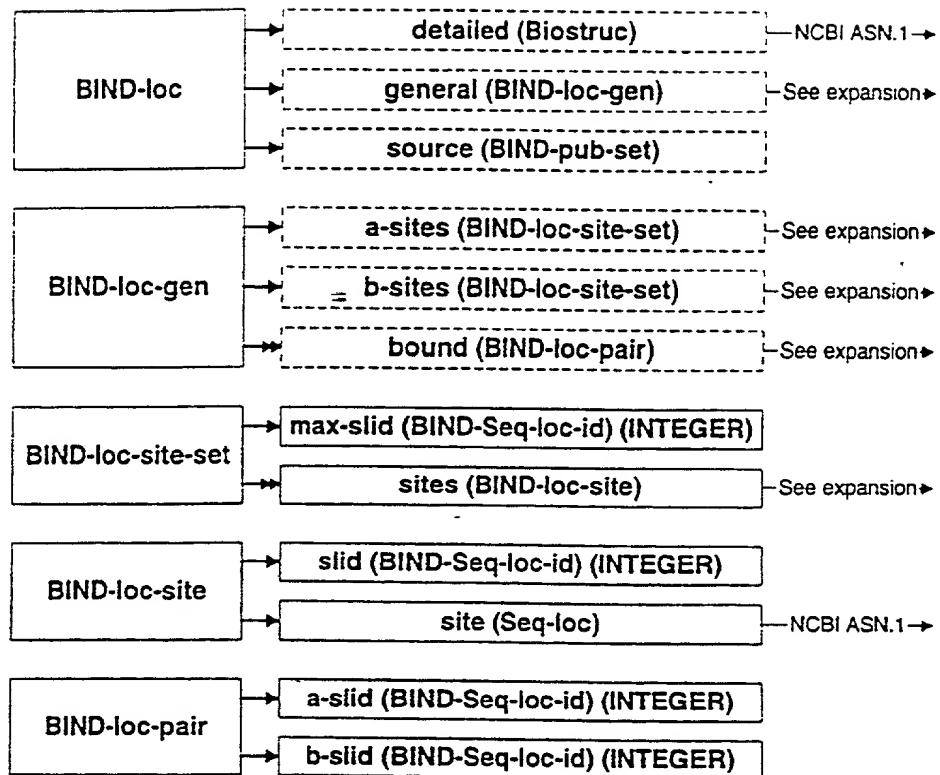 detailed (Biostruc)
NCBI ASN.1
BIND-loc
general (BIND-loc-gen)
See expansion
source (BIND-pub-set)
a-sites (BIND-loc-site-set)
See expansion
BIND-loc-gen
b-sites (BIND-loc-site-set)
See expansion
bound (BIND-loc-pair)
See expansion
max-slid (BIND-Seq-loc-id) (INTEGER)
BIND-loc-site-set
sites (BIND-loc-site)
See expansion
slid (BIND-Seq-loc-id) (INTEGER)
BIND-loc-site
site (Seq-loc)
NCBI ASN.1
a-slid (BIND-Seq-loc-id) (INTEGER)
BIND-loc-pair
b-slid (BIND-Seq-loc-id) (INTEGER)